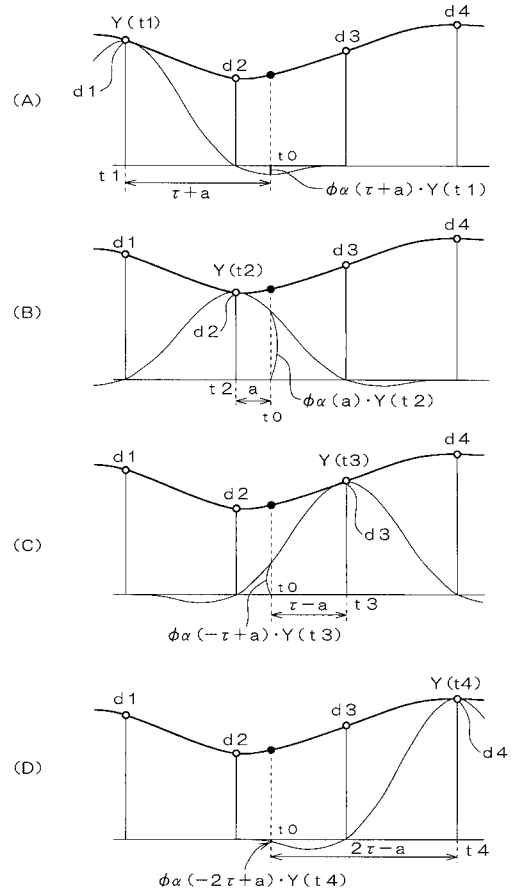 (A)
Y(t1)
d1
d2
d3
d4
t1
t0
τ+a
φα(τ+a)・Y(t1)
(B)
d1
Y(t2)
d2
d3
d4
t2
a
t0
φα(a)・Y(t2)
(C)
d1
d2
Y(t3)
d4
d3
t0
τ-a
t3
φα(-τ+a)・Y(t3)
(D)
d1
d2
d3
Y(t4)
d4
t0
2τ-a
t4
φα(-2τ+a)・Y(t4)